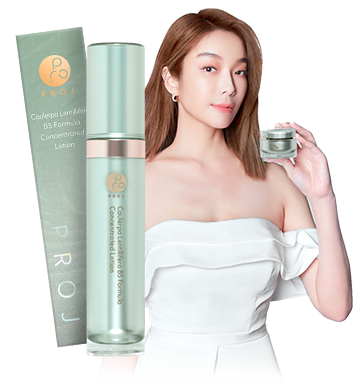 PROJ
Caulerpa Lentillifera
B5 Formula
Concentrated
Lotion
PROJ
PROJ
Caulerpa Lentillifera B5 Formula
Concentrated Lotion